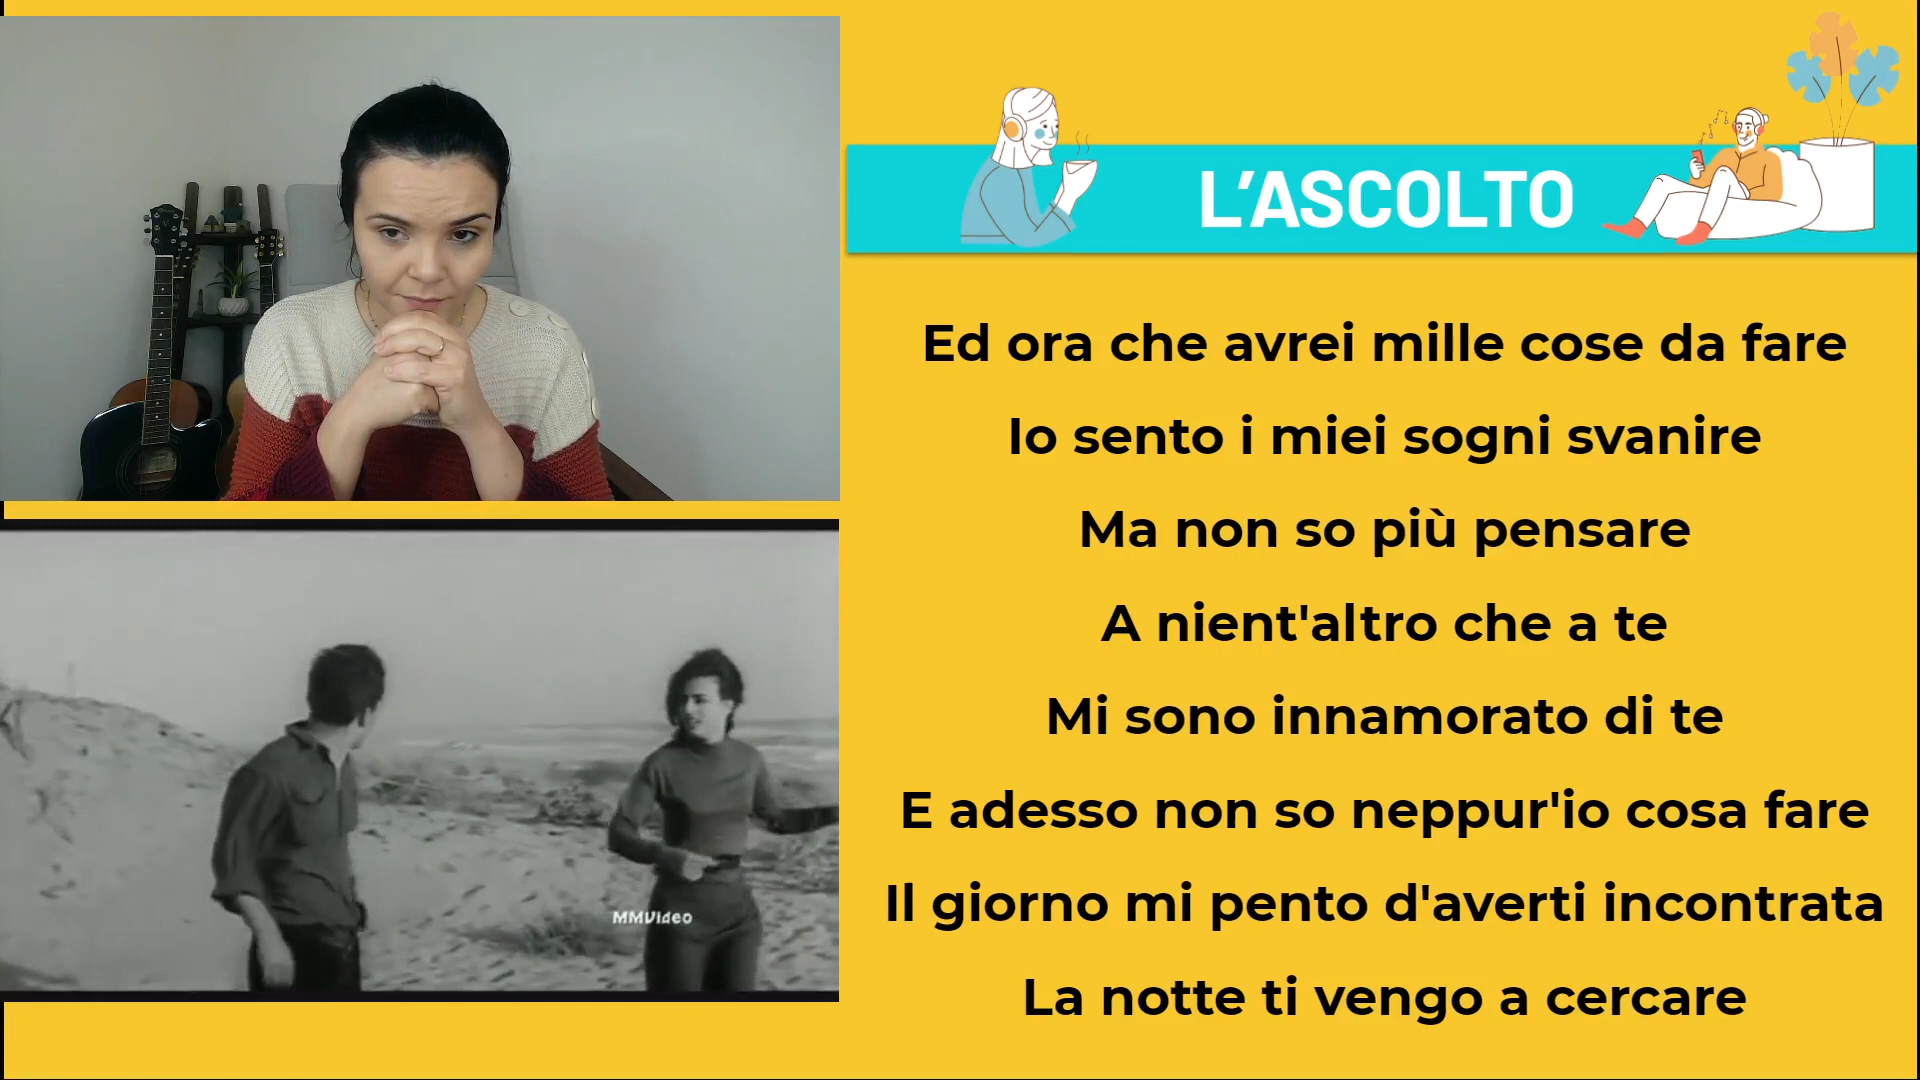 L'ASCOLTO
Ed ora che avrei mille cose da fare
Io sento i miei sogni svanire
Ma non so più pensare
A nient'altro che a te
Mi sono innamorato di te
E adesso non so neppur'io cosa fare
Il giorno mi pento d'averti incontrata
La notte ti vengo a cercare
MMVideo